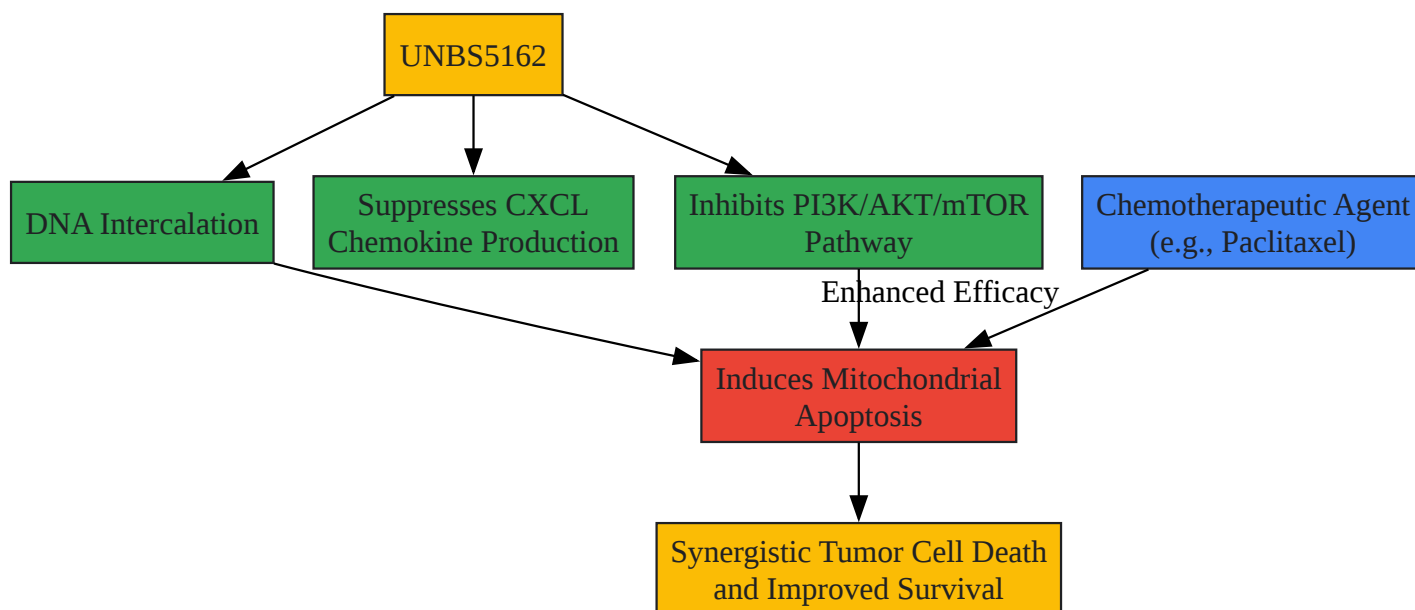 UNBS5162
DNA Intercalation
Suppresses CXCL
Chemokine Production
Inhibits PI3K/AKT/mTOR
Pathway
Chemotherapeutic Agent
(e.g., Paclitaxel)
Enhanced Efficacy
Induces Mitochondrial
Apoptosis
Synergistic Tumor Cell Death
and Improved Survival